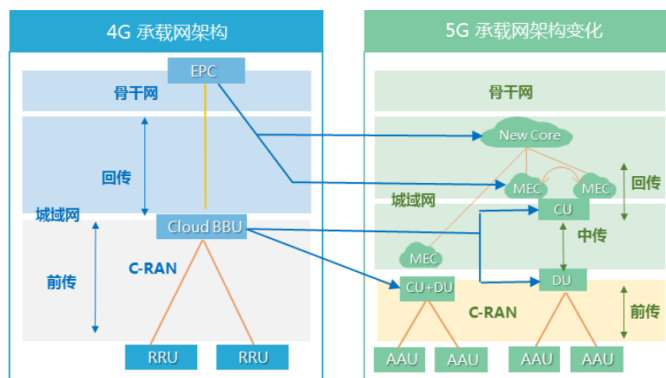 4G 承载网架构
EPC
骨干网
回传
城域网
Cloud BBU
C-RAN
前传
RRU
RRU
5G 承载网架构变化
骨干网
New Core
MEC
MEC
回传
城域网
CU
中传
MEC
CU+DU
DU
C-RAN
前传
AAU
AAU
AAU
AAU